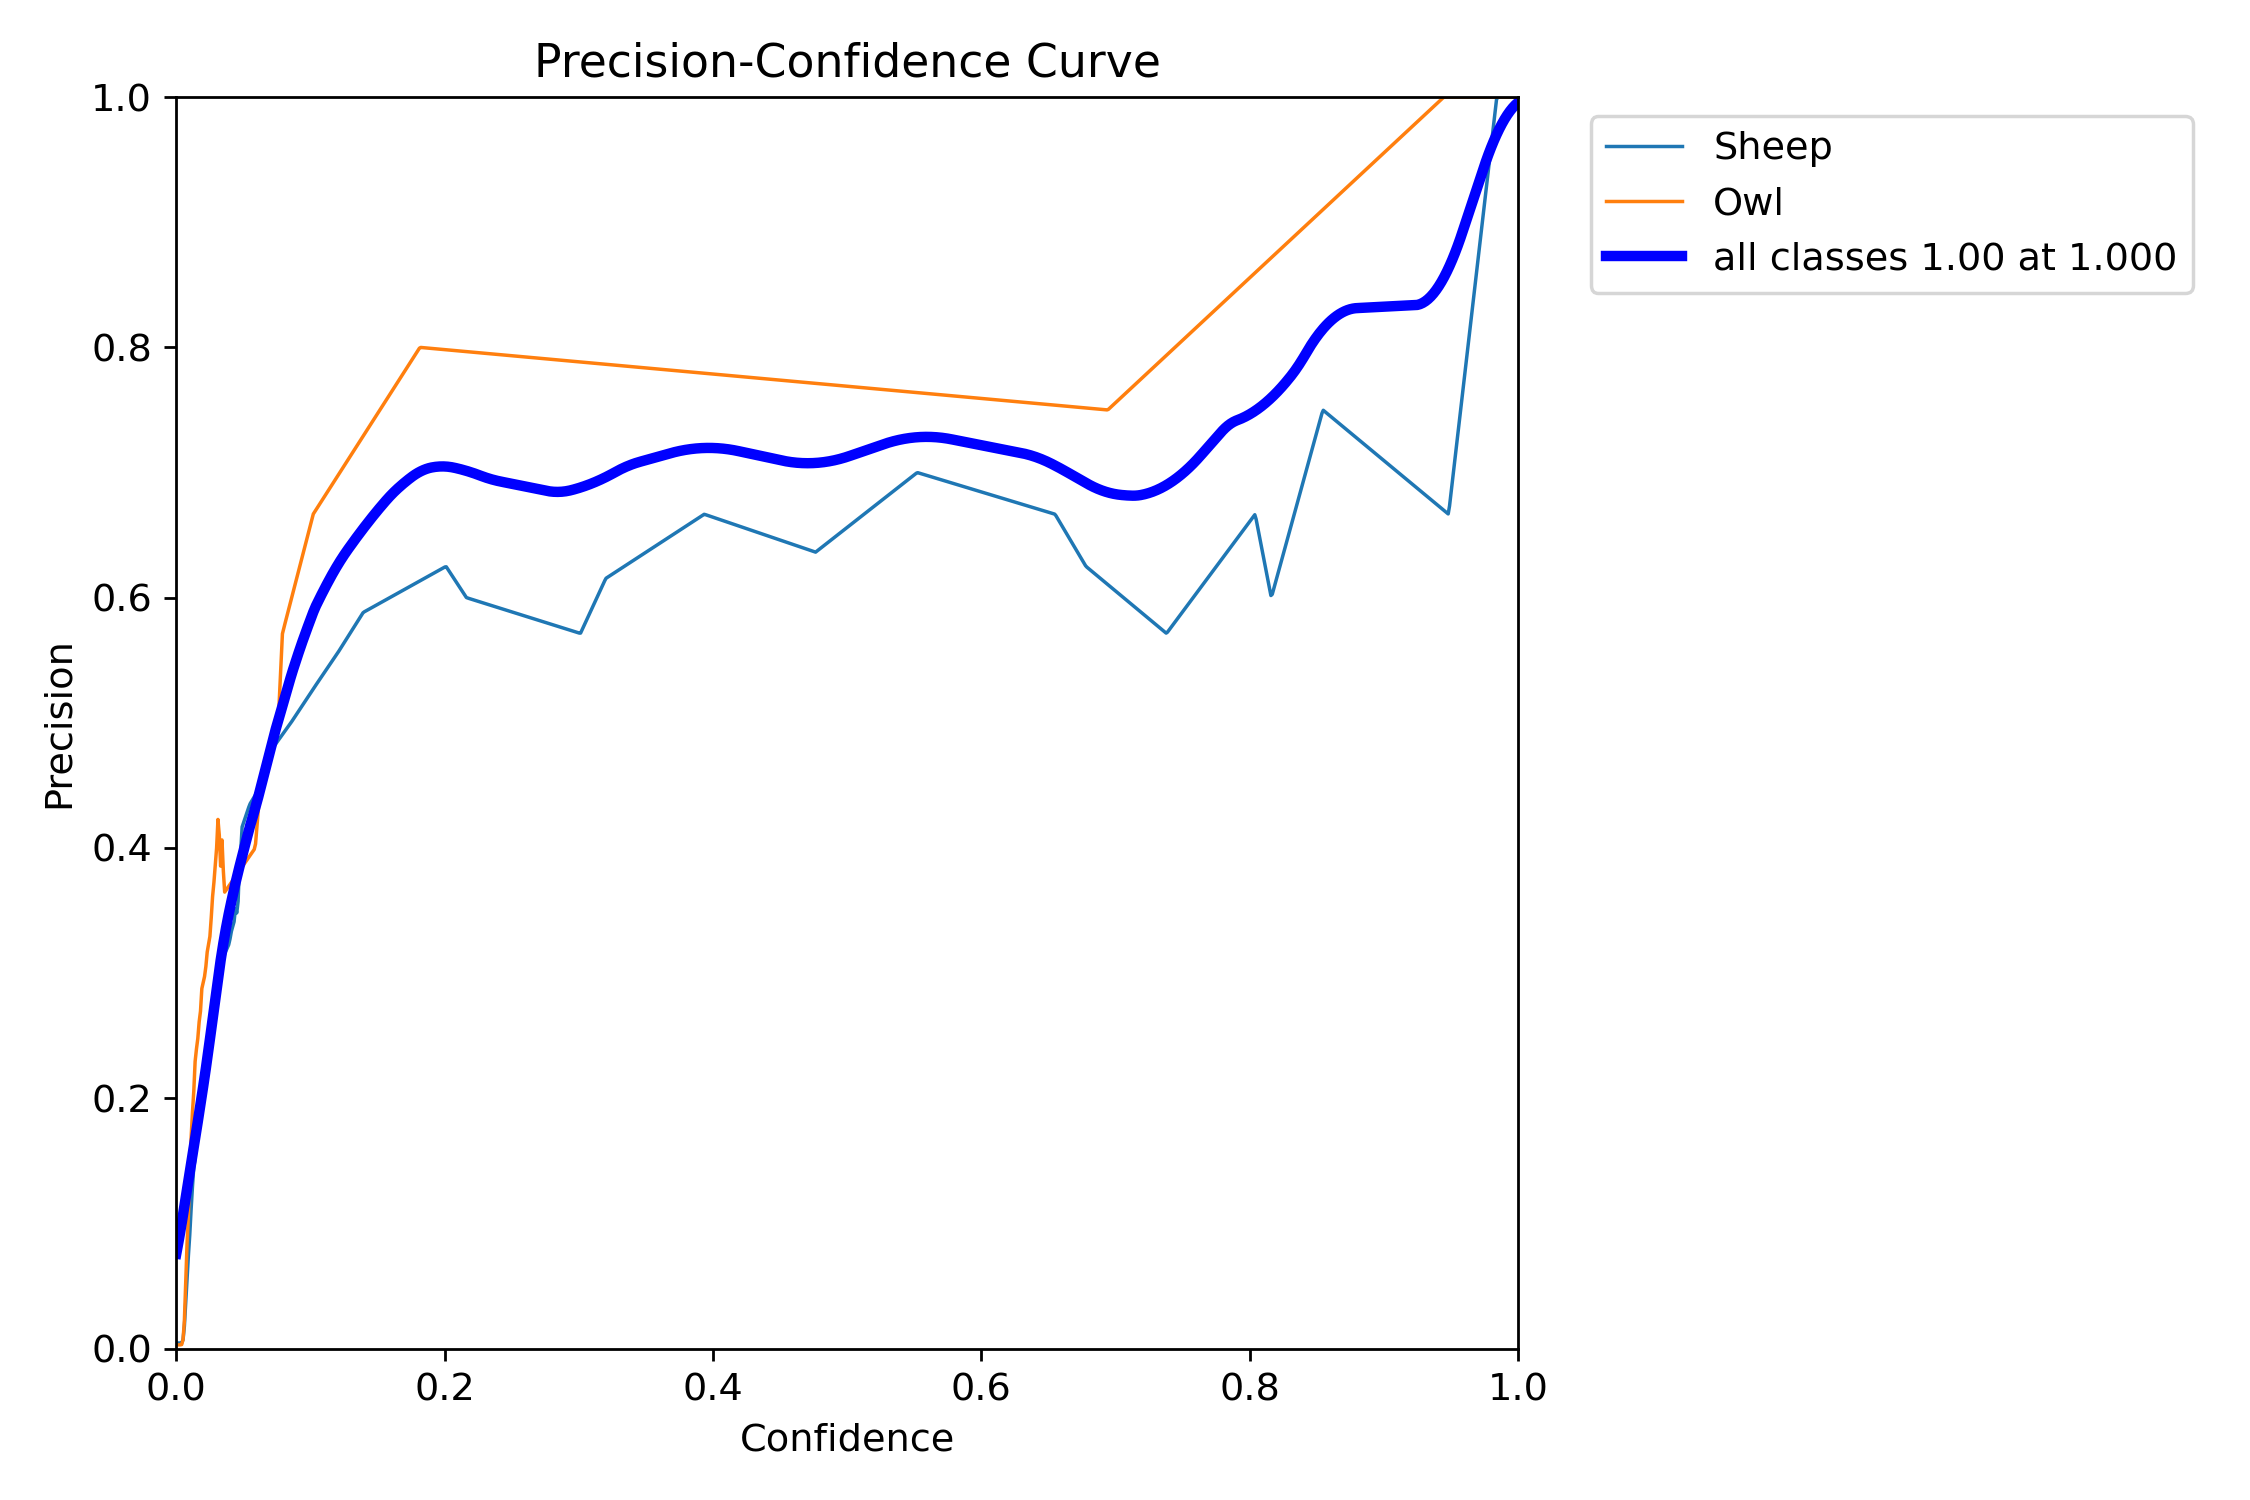 Precision-Confidence Curve
1.0
0.8
0.6
0.4
0.2
0.0
Precision
0.0 0.2 0.4 0.6 0.8 1.0
Confidence
Sheep
Owl
all classes 1.00 at 1.000